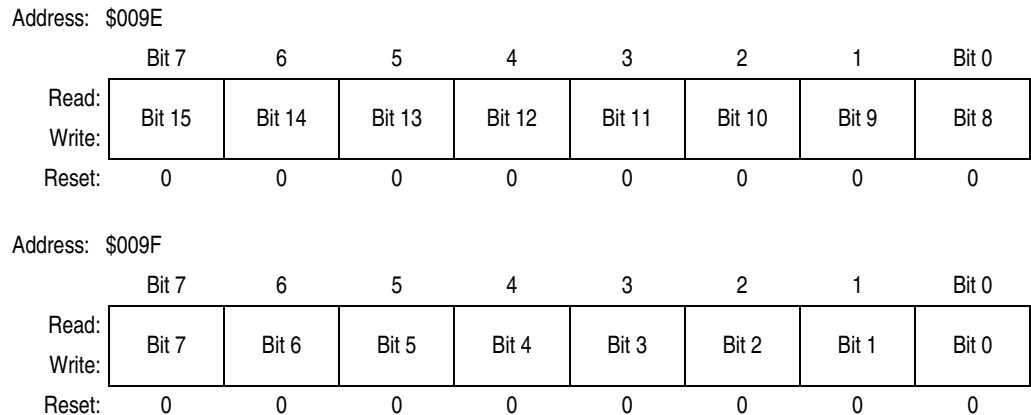 Address: $009E
Bit 7 6 5 4 3 2 1 Bit 0
Read:
Bit 15 Bit 14 Bit 13 Bit 12 Bit 11 Bit 10 Bit 9 Bit 8
Write:
Reset: 0 0 0 0 0 0 0 0
Address: $009F
Bit 7 6 5 4 3 2 1 Bit 0
Read:
Bit 7 Bit 6 Bit 5 Bit 4 Bit 3 Bit 2 Bit 1 Bit 0
Write:
Reset: 0 0 0 0 0 0 0 0